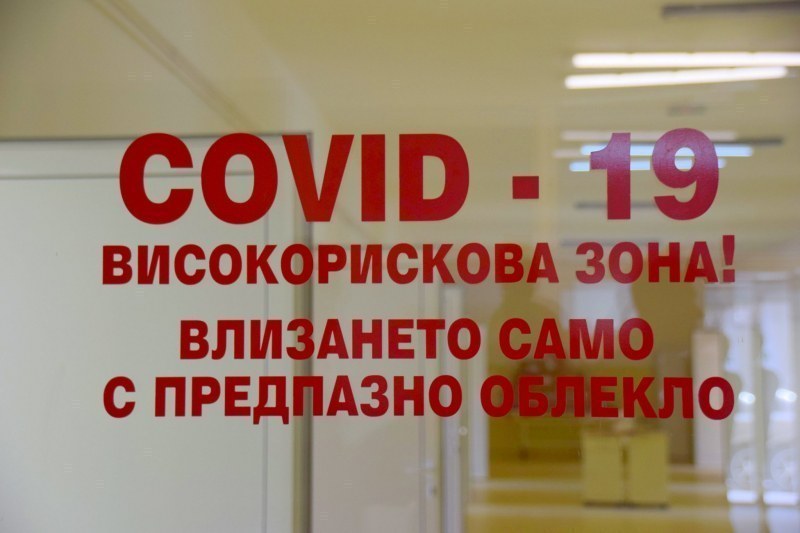 COVID - 19
ВИСОКОРИСКОВА ЗОНА!
ВЛИЗАНЕТО САМО
С ПРЕДПАЗНО ОБЛЕКЛО